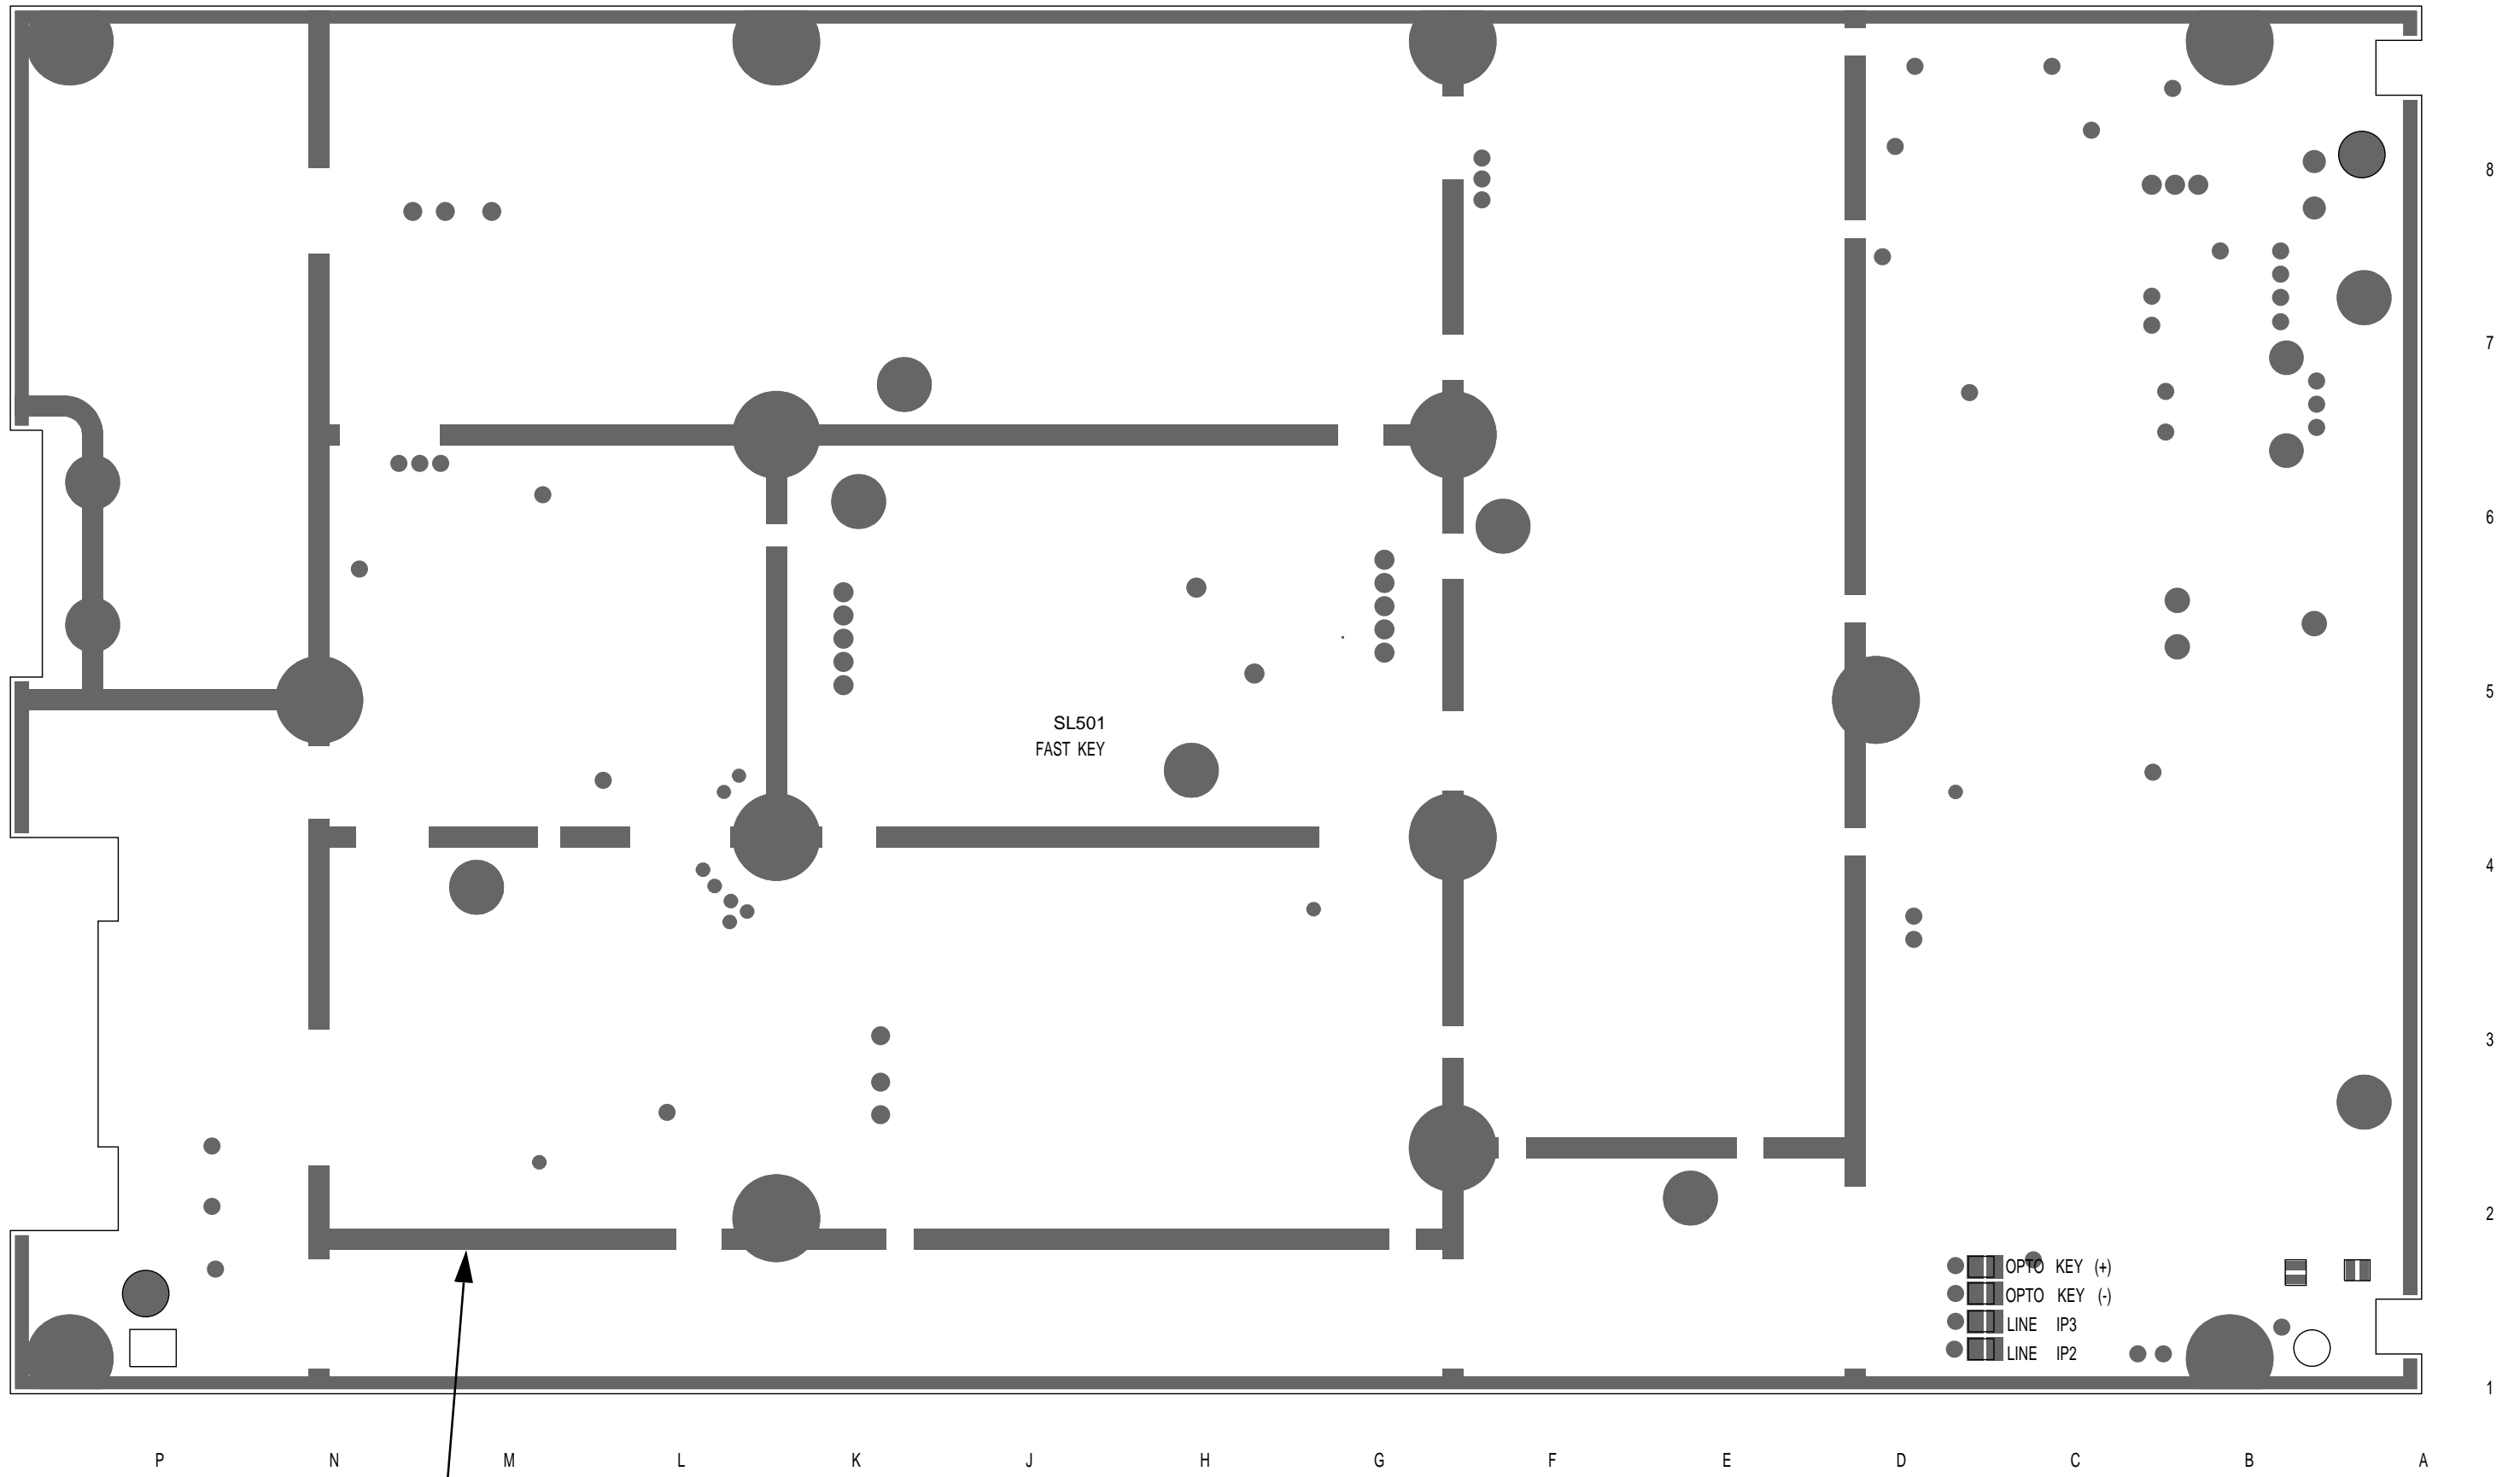 8
7
6
5
SL501
FAST KEY
4
3
2
OPTO KEY (+)
OPTO KEY (-)
LINE IP3
LINE IP2
1
P N M L K J H G F E D C B A